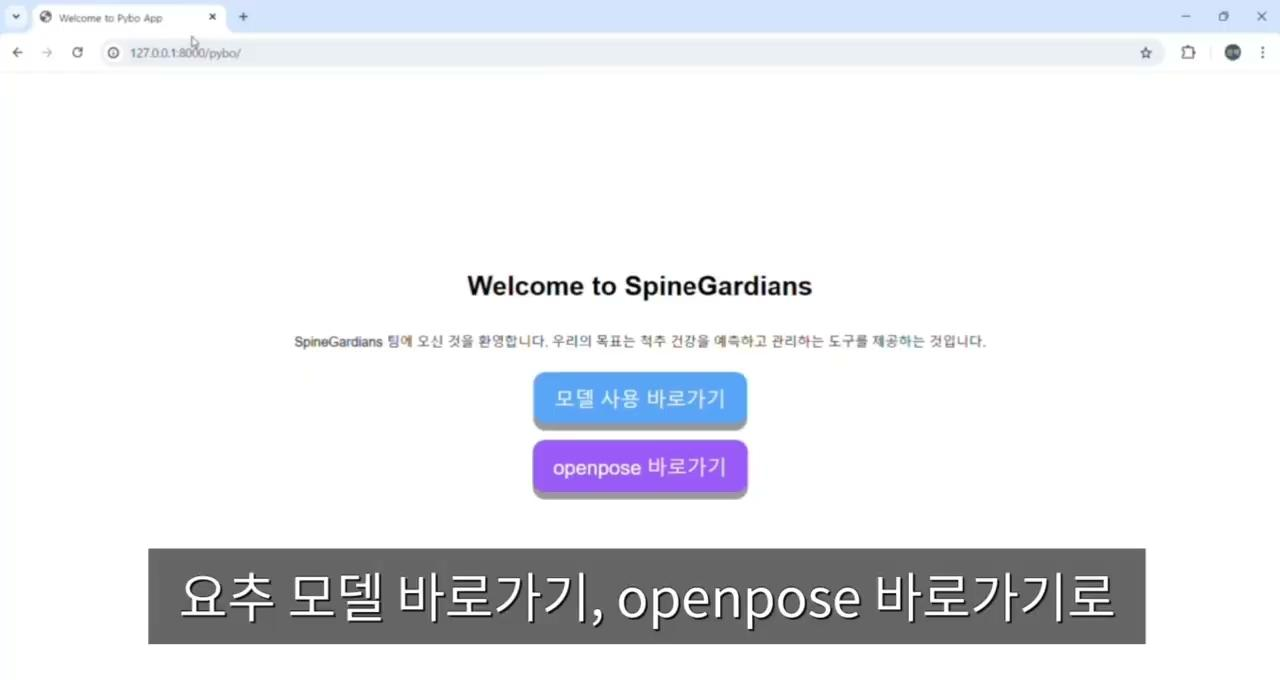 Welcome to Pybo App
127.0.0.1:8000/pybo/
Welcome to SpineGardians
SpineGardians 팀에 오신 것을 환영합니다. 우리의 목표는 척추 건강을 예측하고 관리하는 도구를 제공하는 것입니다.
모델 사용 바로가기
openpose 바로가기
요추 모델 바로가기, openpose 바로가기로